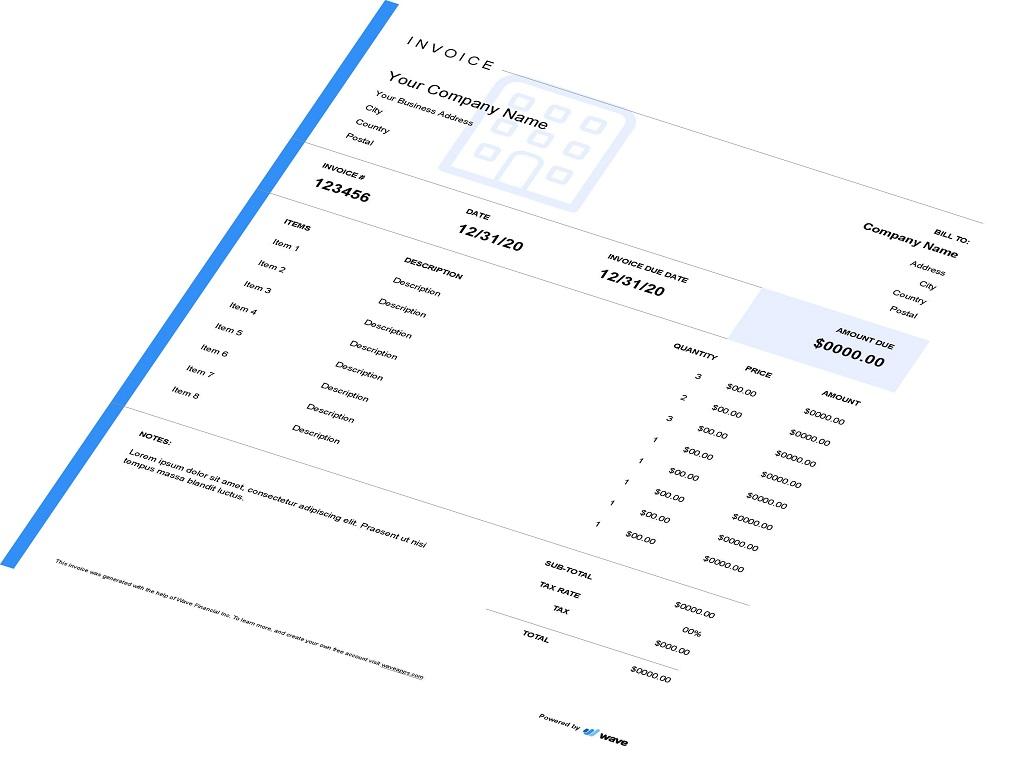 INVOICE
Your Company Name
Your Business Address
City
Country
Postal
BILL TO:
Company Name
Address
City
Country
Postal
INVOICE # DATE INVOICE DUE DATE AMOUNT DUE
123456 12/31/20 12/31/20 $0000.00
ITEMS DESCRIPTION QUANTITY PRICE AMOUNT
Item 1 Description 3 $00.00 $0000.00
Item 2 Description 2 $00.00 $0000.00
Item 3 Description 3 $00.00 $0000.00
Item 4 Description 1 $00.00 $0000.00
Item 5 Description 1 $00.00 $0000.00
Item 6 Description 1 $00.00 $0000.00
Item 7 Description 1 $00.00 $0000.00
Item 8 Description 1 $00.00 $0000.00
NOTES:
Lorem ipsum dolor sit amet, consectetur adipiscing elit. Praesent ut nisi
tempus massa blandit luctus.
SUB-TOTAL $0000.00
TAX RATE 00%
TAX $000.00
TOTAL $0000.00
This invoice was generated with the help of Wave Financial Inc. To learn more, and create your own free account visit waveapps.com
Powered by wave